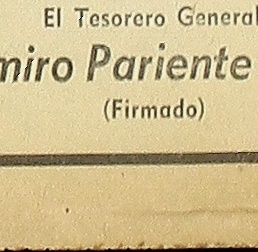 El Tesorero General
miro Pariente
(Firmado)